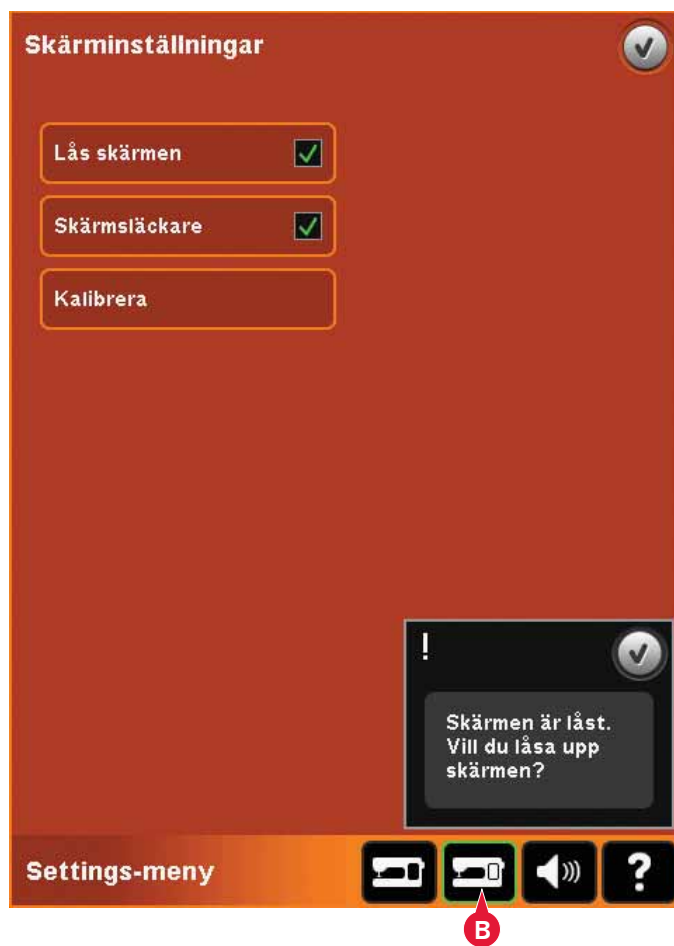 Skärminställningar
Lås skärmen
Skärmsläckare
Kalibrera
!
Skärmen är låst.
Vill du låsa upp
skärmen?
Settings-meny
?
B